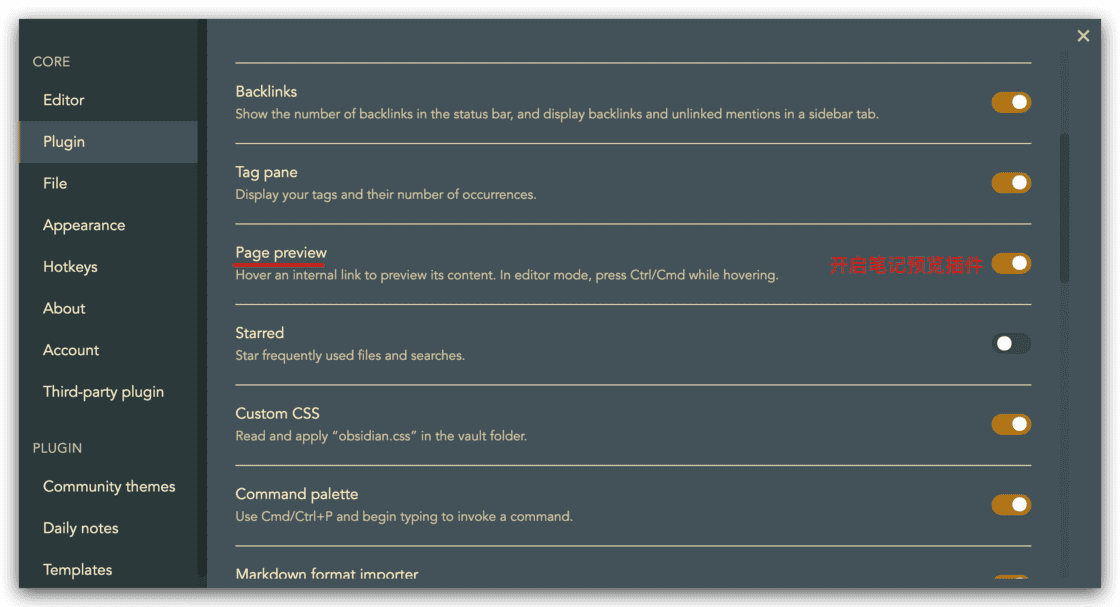 CORE
Editor
Plugin
File
Appearance
Hotkeys
About
Account
Third-party plugin
PLUGIN
Community themes
Daily notes
Templates
Backlinks
Show the number of backlinks in the status bar, and display backlinks and unlinked mentions in a sidebar tab.
Tag pane
Display your tags and their number of occurrences.
Page preview
Hover an internal link to preview its content. In editor mode, press Ctrl/Cmd while hovering.
开启笔记预览插件
Starred
Star frequently used files and searches.
Custom CSS
Read and apply “obsidian.css” in the vault folder.
Command palette
Use Cmd/Ctrl+P and begin typing to invoke a command.
Markdown format importer